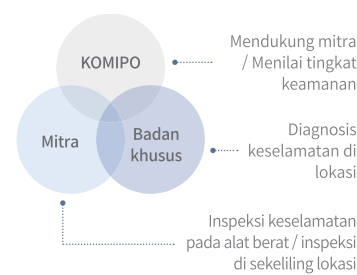 KOMIPO
Mitra
Badan
khusus
Mendukung mitra
/ Menilai tingkat
keamanan
Diagnosis
keselamatan di
lokasi
Inspeksi keselamatan
pada alat berat / inspeksi
di sekeliling lokasi